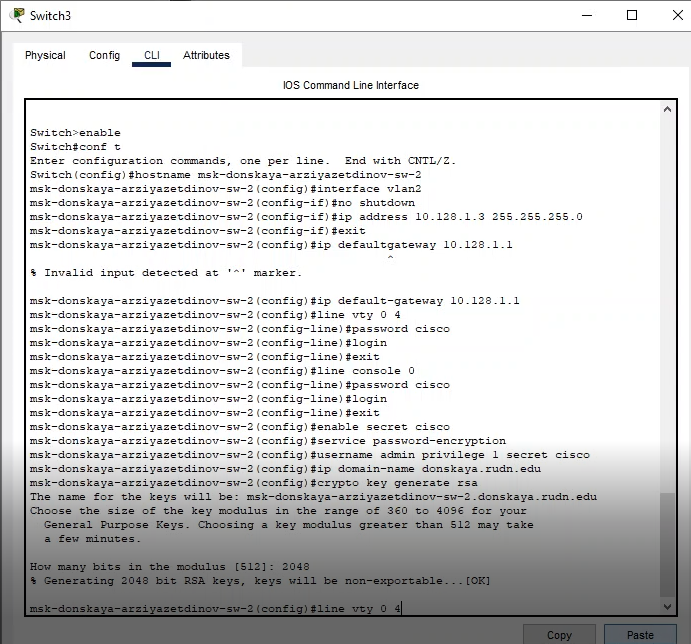 Switch3
Physical Config CLI Attributes
IOS Command Line Interface
Switch>enable
Switch#conf t
Enter configuration commands, one per line.  End with CNTL/Z.
Switch(config)#hostname msk-donskaya-arziyazetdinov-sw-2
msk-donskaya-arziyazetdinov-sw-2(config)#interface vlan2
msk-donskaya-arziyazetdinov-sw-2(config-if)#no shutdown
msk-donskaya-arziyazetdinov-sw-2(config-if)#ip address 10.128.1.3 255.255.255.0
msk-donskaya-arziyazetdinov-sw-2(config-if)#exit
msk-donskaya-arziyazetdinov-sw-2(config)#ip defaultgateway 10.128.1.1
^
% Invalid input detected at '^' marker.
msk-donskaya-arziyazetdinov-sw-2(config)#ip default-gateway 10.128.1.1
msk-donskaya-arziyazetdinov-sw-2(config)#line vty 0 4
msk-donskaya-arziyazetdinov-sw-2(config-line)#password cisco
msk-donskaya-arziyazetdinov-sw-2(config-line)#login
msk-donskaya-arziyazetdinov-sw-2(config-line)#exit
msk-donskaya-arziyazetdinov-sw-2(config)#line console 0
msk-donskaya-arziyazetdinov-sw-2(config-line)#password cisco
msk-donskaya-arziyazetdinov-sw-2(config-line)#login
msk-donskaya-arziyazetdinov-sw-2(config-line)#exit
msk-donskaya-arziyazetdinov-sw-2(config)#enable secret cisco
msk-donskaya-arziyazetdinov-sw-2(config)#service password-encryption
msk-donskaya-arziyazetdinov-sw-2(config)#username admin privilege 1 secret cisco
msk-donskaya-arziyazetdinov-sw-2(config)#ip domain-name donskaya.rudn.edu
msk-donskaya-arziyazetdinov-sw-2(config)#crypto key generate rsa
The name for the keys will be: msk-donskaya-arziyazetdinov-sw-2.donskaya.rudn.edu
Choose the size of the key modulus in the range of 360 to 4096 for your
General Purpose Keys. Choosing a key modulus greater than 512 may take
a few minutes.
How many bits in the modulus [512]: 2048
% Generating 2048 bit RSA keys, keys will be non-exportable...[OK]
msk-donskaya-arziyazetdinov-sw-2(config)#line vty 0 4
Copy Paste